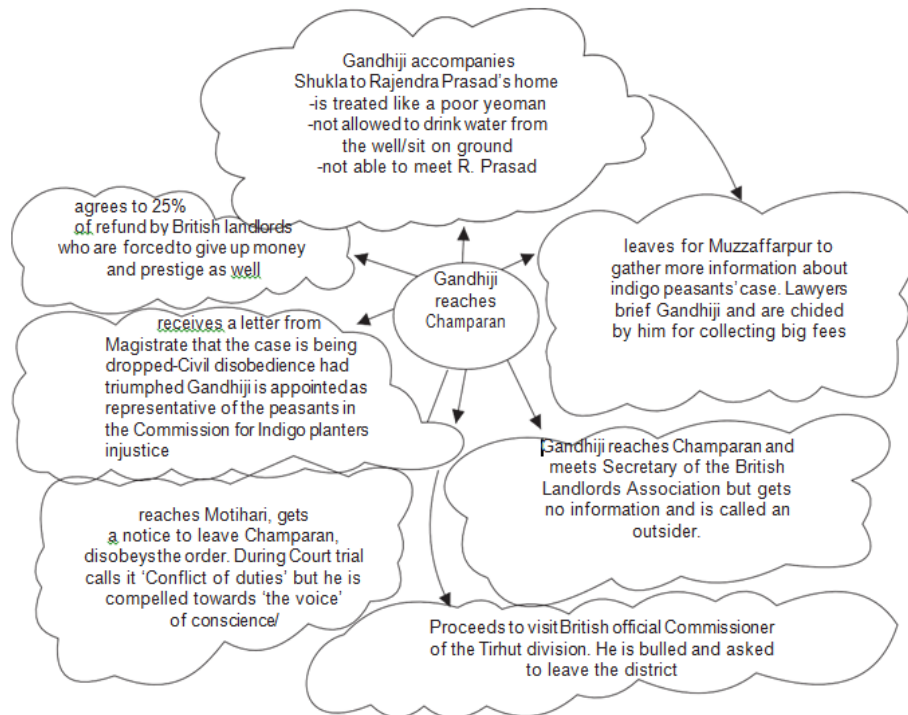 Gandhiji accompanies
Shukla to Rajendra Prasad's home
-is treated like a poor yeoman
-not allowed to drink water from
the well/sit on ground
-not able to meet R. Prasad
agrees to 25%
of refund by British landlords
who are forced to give up money
and prestige as well
Gandhiji
reaches
Champaran
leaves for Muzzaffarpur to
gather more information about
indigo peasants' case. Lawyers
brief Gandhiji and are chided
by him for collecting big fees
receives a letter from
Magistrate that the case is being
dropped-Civil disobedience had
triumphed Gandhiji is appointed as
representative of the peasants in
the Commission for Indigo planters
injustice
Gandhiji reaches Champaran and
meets Secretary of the British
Landlords Association but gets
no information and is called an
outsider.
reaches Motihari, gets
a notice to leave Champaran,
disobeysthe order. During Court trial
calls it 'Conflict of duties' but he is
compelled towards 'the voice'
of conscience/
Proceeds to visit British official Commissioner
of the Tirhut division. He is bulled and asked
to leave the district